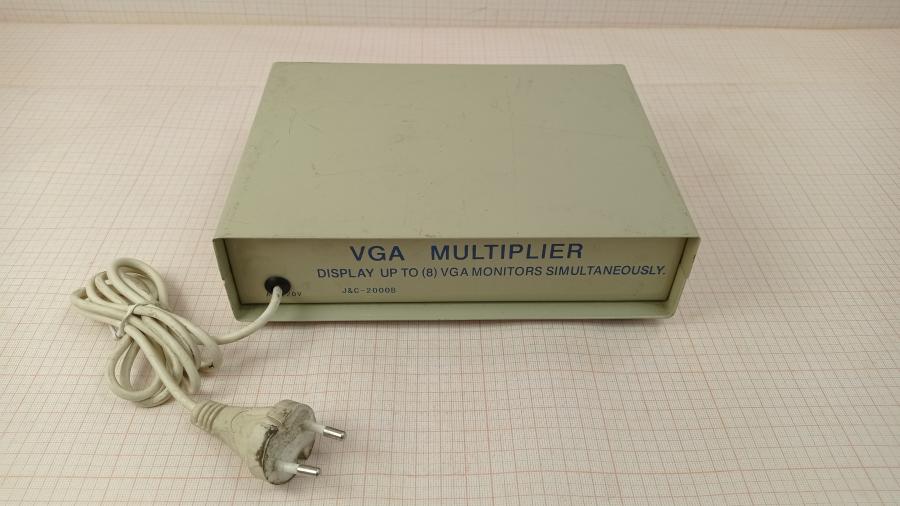 VGA MULTIPLIER
DISPLAY UP TO (8) VGA MONITORS SIMULTANEOUSLY.
J&C-2000B